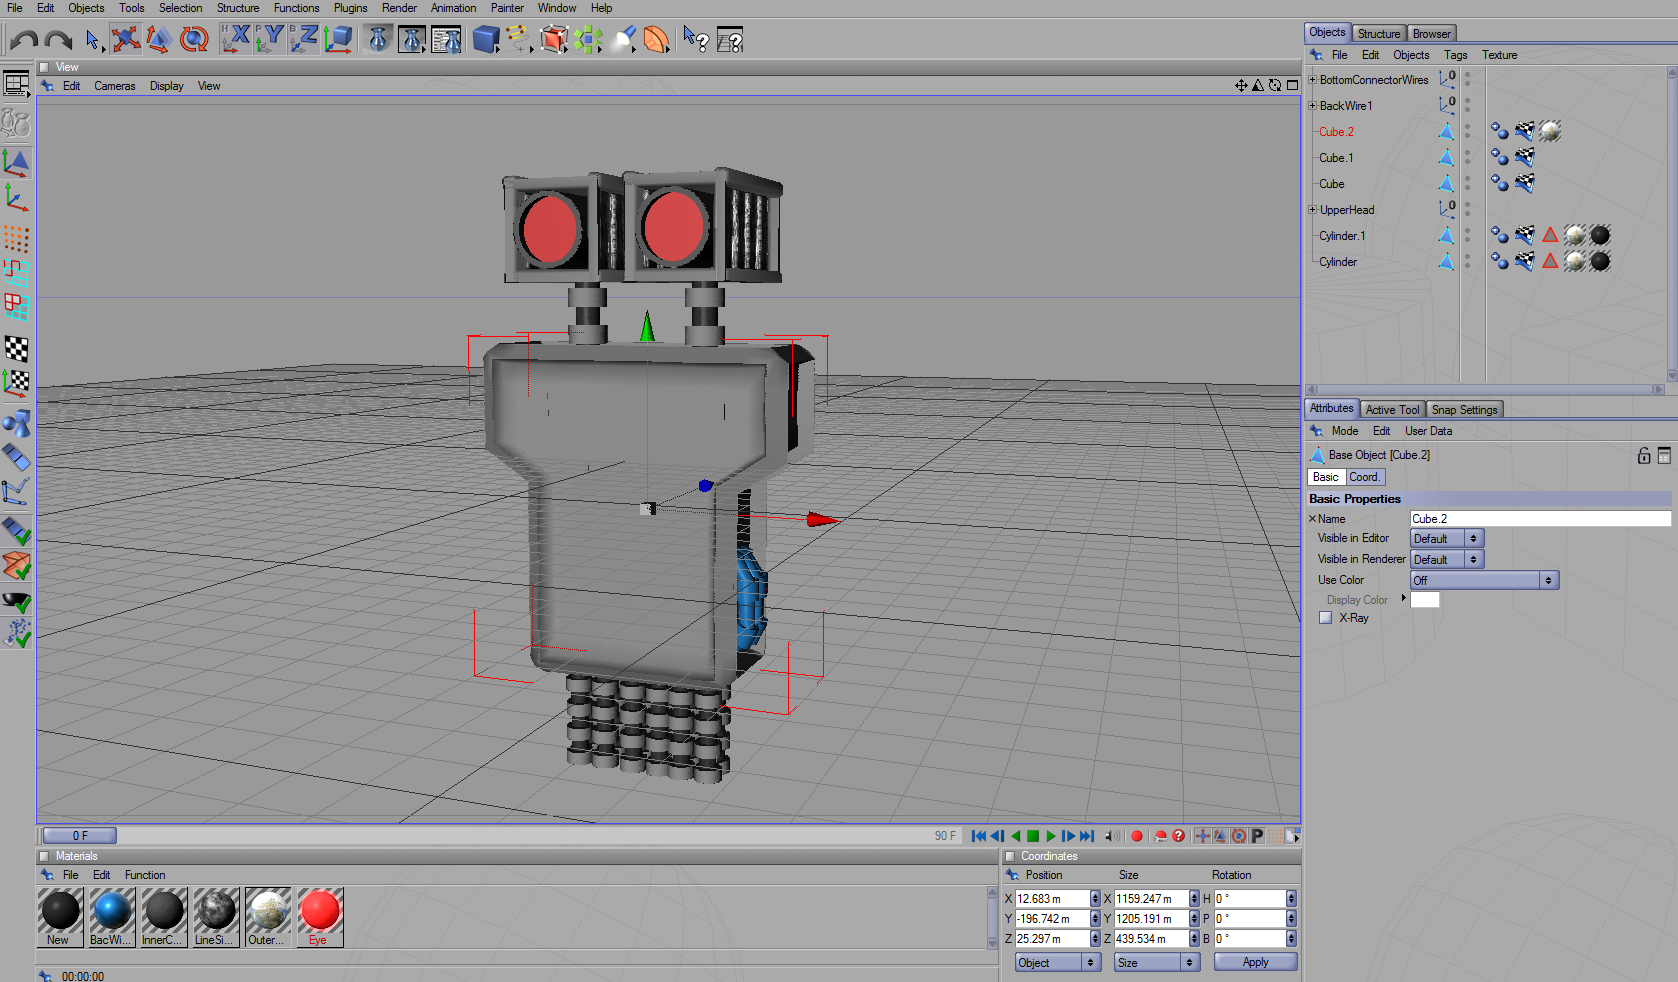 File Edit Objects Tools Selection Structure Functions Plugins Render Animation Painter Window Help
X Y Z
View
Edit Cameras Display View
0 F
90 F
Materials
File Edit Function
New BacWi... InnerC... LineSi... Outer... Eye
00:00:00
Coordinates
Position Size Rotation
X 12.683 m X 1159.247 m H 0 °
Y -196.742 m Y 1205.191 m P 0 °
Z 25.297 m Z 439.534 m B 0 °
Object Size Apply
Objects Structure Browser
File Edit Objects Tags Texture
BottomConnectorWires
BackWire1
Cube.2
Cube.1
Cube
UpperHead
Cylinder.1
Cylinder
Attributes Active Tool Snap Settings
Mode Edit User Data
Base Object [Cube.2]
Basic Coord.
Basic Properties
Name Cube.2
Visible in Editor Default
Visible in Renderer Default
Use Color Off
Display Color
X-Ray